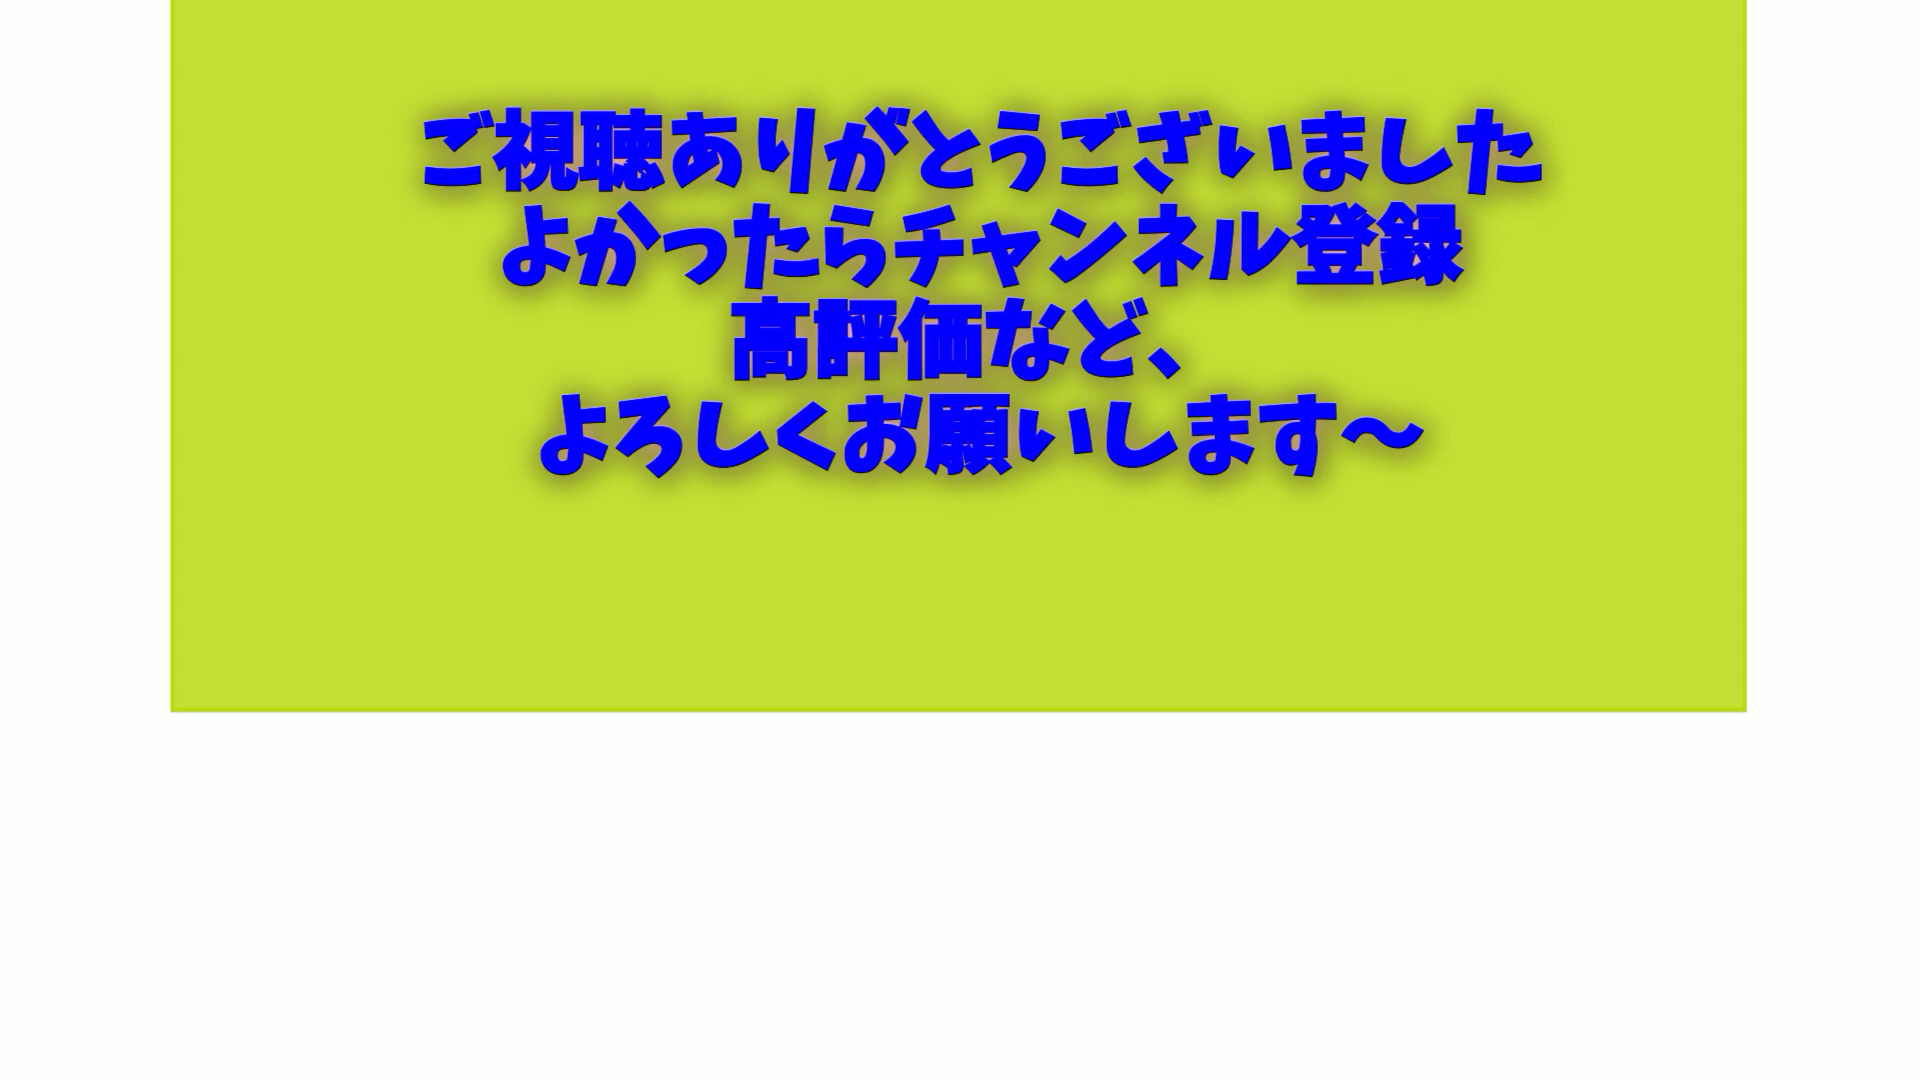 ご視聴ありがとうございました
よかったらチャンネル登録
高評価など、
よろしくお願いします〜